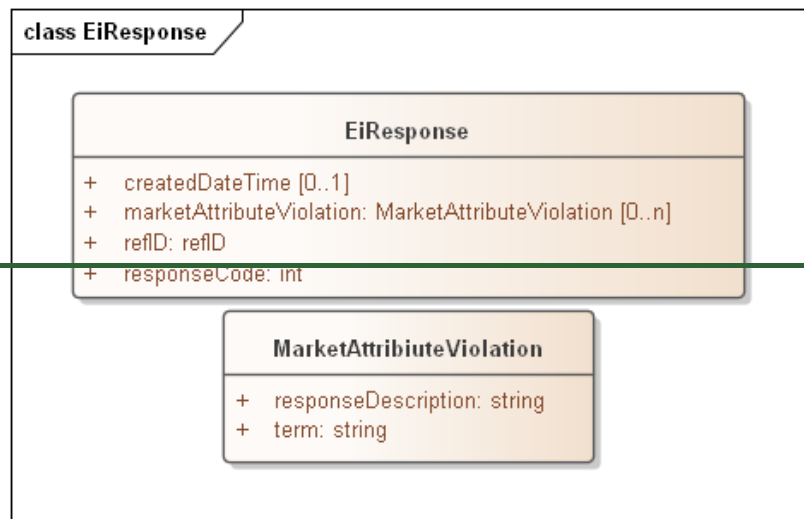 class EiResponse
EiResponse
+ createdDateTime [0..1]
+ marketAttributeViolation: MarketAttributeViolation [0..n]
+ refID: refID
+ responseCode: int
MarketAttribiuteViolation
+ responseDescription: string
+ term: string